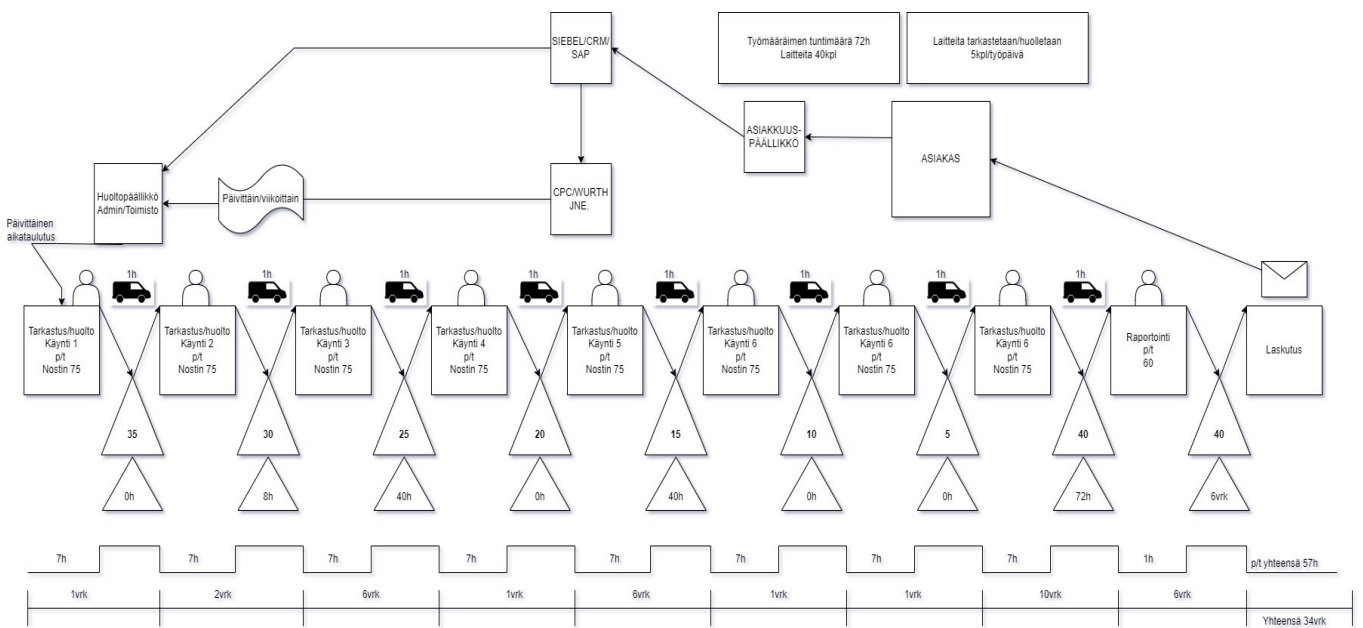 SIEBEL/CRM/
SAP
Työmääräimen tuntimäärä 72h
Laitteita 40kpl
Laitteita tarkastetaan/huolletaan
5kpl/työpäivä
ASIAKKUUS-
PÄÄLLIKKÖ
ASIAKAS
Huoltopäällikkö
Admin/Toimisto
Päivittäin/viikoittain
CPC/WURTH
JNE.
Päivittäinen
aikataulutus
1h
1h
1h
1h
1h
1h
1h
1h
Tarkastus/huolto
Käynti 1
p/t
Nostin 75
Tarkastus/huolto
Käynti 2
p/t
Nostin 75
Tarkastus/huolto
Käynti 3
p/t
Nostin 75
Tarkastus/huolto
Käynti 4
p/t
Nostin 75
Tarkastus/huolto
Käynti 5
p/t
Nostin 75
Tarkastus/huolto
Käynti 6
p/t
Nostin 75
Tarkastus/huolto
Käynti 6
p/t
Nostin 75
Tarkastus/huolto
Käynti 6
p/t
Nostin 75
Raportointi
p/t
60
Laskutus
35
30
25
20
15
10
5
40
40
0h
8h
40h
0h
40h
0h
0h
72h
6vrk
7h
7h
7h
7h
7h
7h
7h
7h
1h
p/t yhteensä 57h
1vrk
2vrk
6vrk
1vrk
6vrk
1vrk
1vrk
10vrk
6vrk
Yhteensä 34vrk